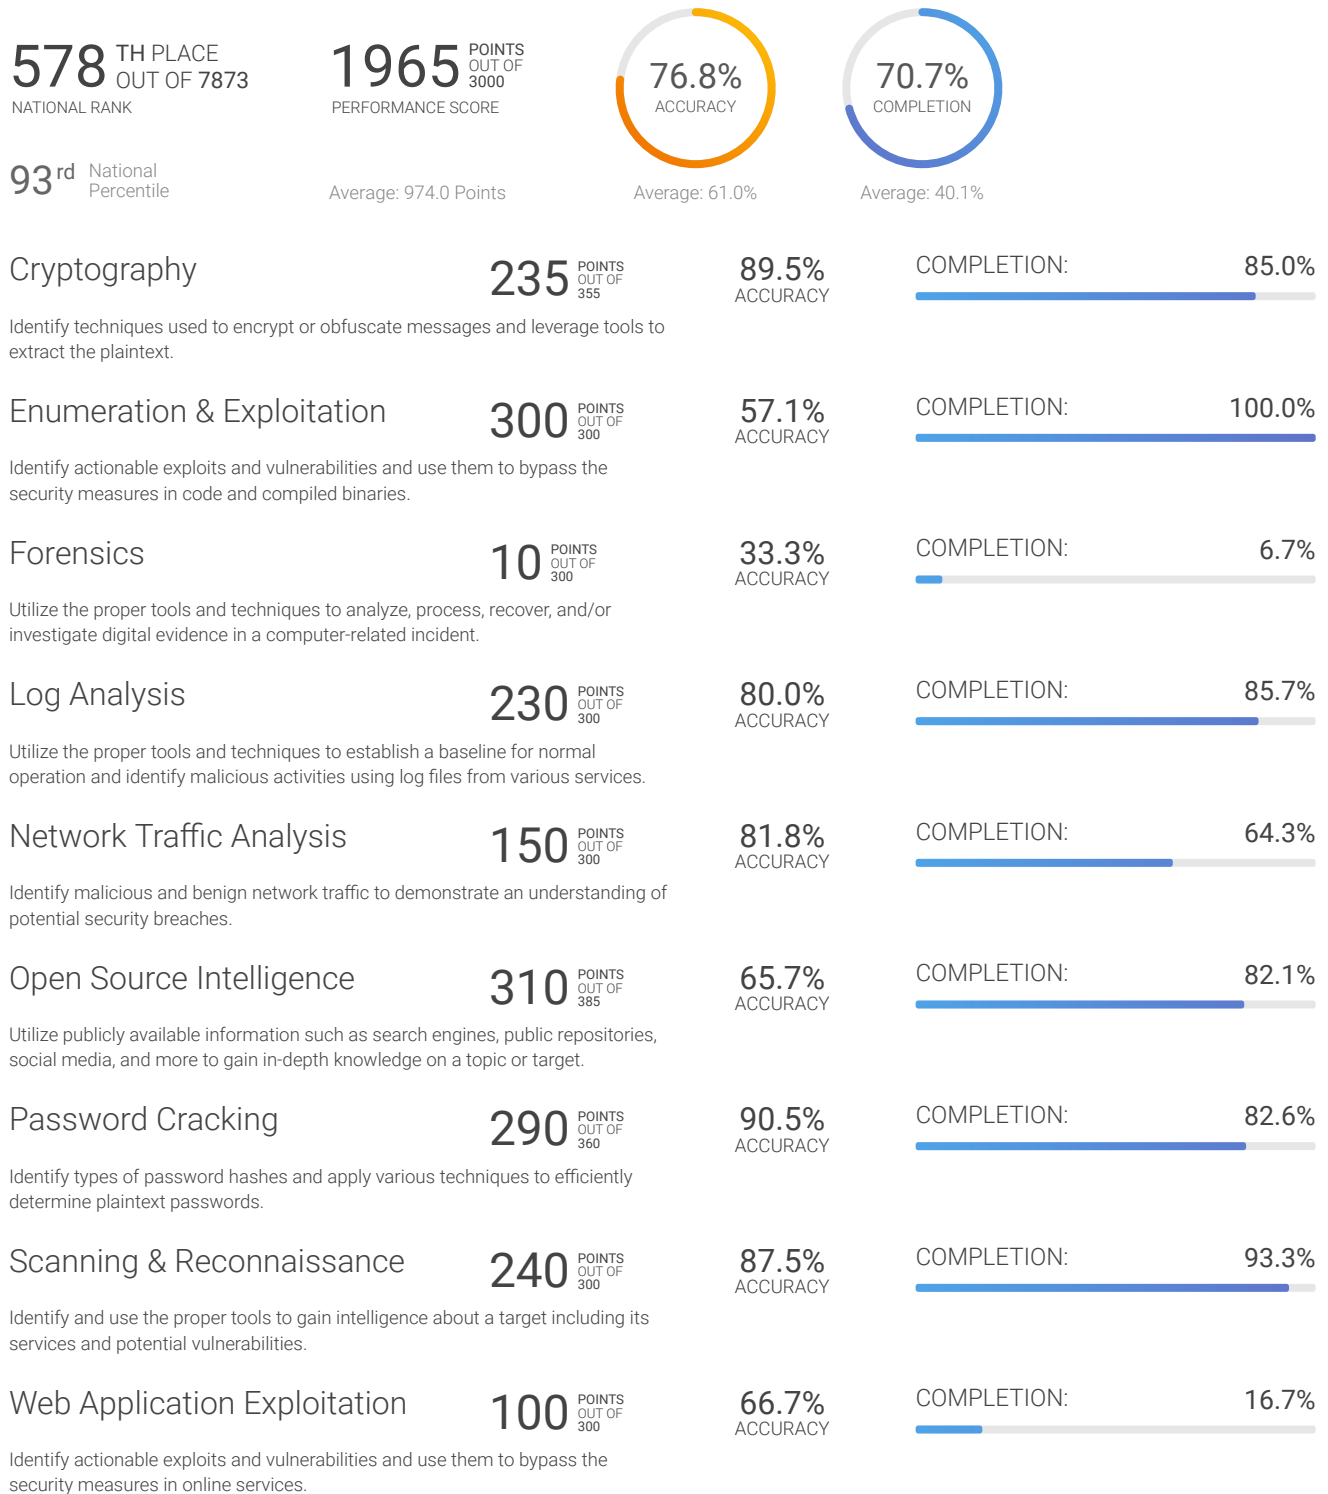 578 TH PLACE
OUT OF 7873
NATIONAL RANK
93rd National
Percentile
1965 POINTS
OUT OF
3000
PERFORMANCE SCORE
Average: 974.0 Points
76.8%
ACCURACY
Average: 61.0%
70.7%
COMPLETION
Average: 40.1%
Cryptography
235 POINTS
OUT OF
355
89.5%
ACCURACY
COMPLETION: 85.0%
Identify techniques used to encrypt or obfuscate messages and leverage tools to
extract the plaintext.
Enumeration & Exploitation
300 POINTS
OUT OF
300
57.1%
ACCURACY
COMPLETION: 100.0%
Identify actionable exploits and vulnerabilities and use them to bypass the
security measures in code and compiled binaries.
Forensics
10 POINTS
OUT OF
300
33.3%
ACCURACY
COMPLETION: 6.7%
Utilize the proper tools and techniques to analyze, process, recover, and/or
investigate digital evidence in a computer-related incident.
Log Analysis
230 POINTS
OUT OF
300
80.0%
ACCURACY
COMPLETION: 85.7%
Utilize the proper tools and techniques to establish a baseline for normal
operation and identify malicious activities using log files from various services.
Network Traffic Analysis
150 POINTS
OUT OF
300
81.8%
ACCURACY
COMPLETION: 64.3%
Identify malicious and benign network traffic to demonstrate an understanding of
potential security breaches.
Open Source Intelligence
310 POINTS
OUT OF
385
65.7%
ACCURACY
COMPLETION: 82.1%
Utilize publicly available information such as search engines, public repositories,
social media, and more to gain in-depth knowledge on a topic or target.
Password Cracking
290 POINTS
OUT OF
360
90.5%
ACCURACY
COMPLETION: 82.6%
Identify types of password hashes and apply various techniques to efficiently
determine plaintext passwords.
Scanning & Reconnaissance
240 POINTS
OUT OF
300
87.5%
ACCURACY
COMPLETION: 93.3%
Identify and use the proper tools to gain intelligence about a target including its
services and potential vulnerabilities.
Web Application Exploitation
100 POINTS
OUT OF
300
66.7%
ACCURACY
COMPLETION: 16.7%
Identify actionable exploits and vulnerabilities and use them to bypass the
security measures in online services.